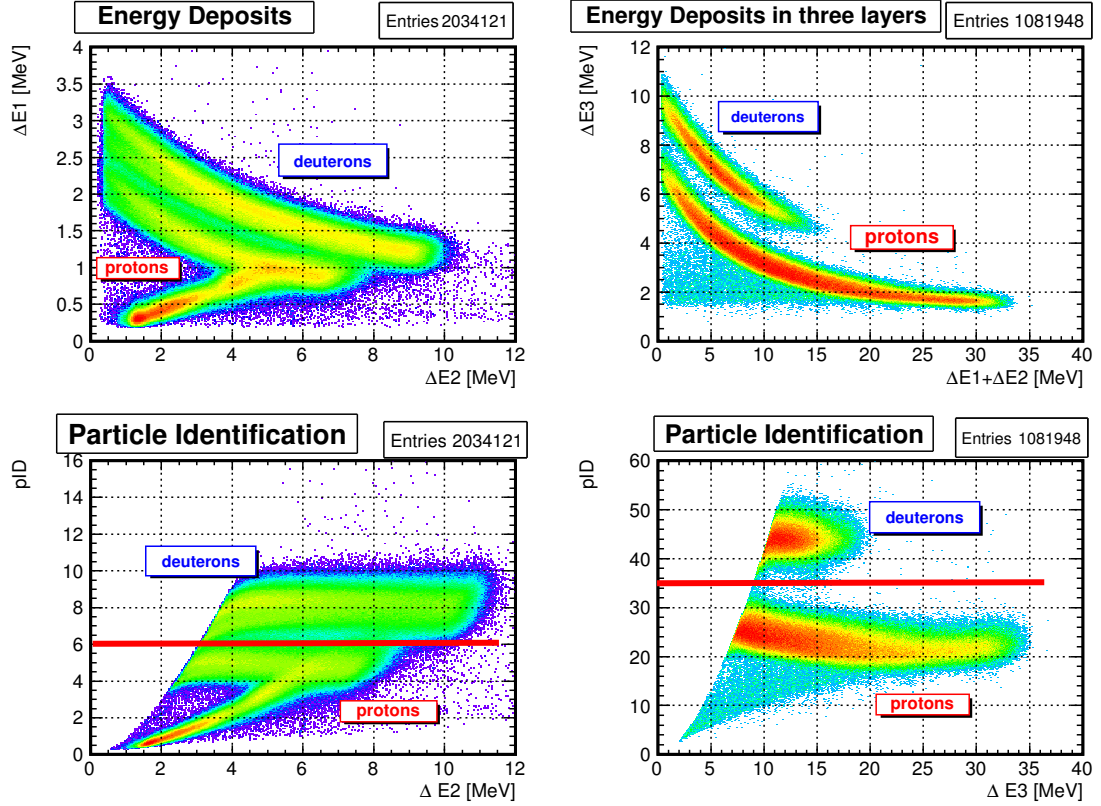 Energy Deposits
Entries 2034121
ΔE1 [MeV]
4
3.5
3
2.5
2
1.5
1
0.5
0
deuterons
protons
0 2 4 6 8 10 12
ΔE2 [MeV]
Energy Deposits in three layers
Entries 1081948
ΔE3 [MeV]
12
10
8
6
4
2
0
deuterons
protons
0 5 10 15 20 25 30 35 40
ΔE1+ΔE2 [MeV]
Particle Identification
Entries 2034121
pID
16
14
12
10
8
6
4
2
0
deuterons
protons
0 2 4 6 8 10 12
Δ E2 [MeV]
Particle Identification
Entries 1081948
pID
60
50
40
30
20
10
0
deuterons
protons
0 5 10 15 20 25 30 35 40
Δ E3 [MeV]